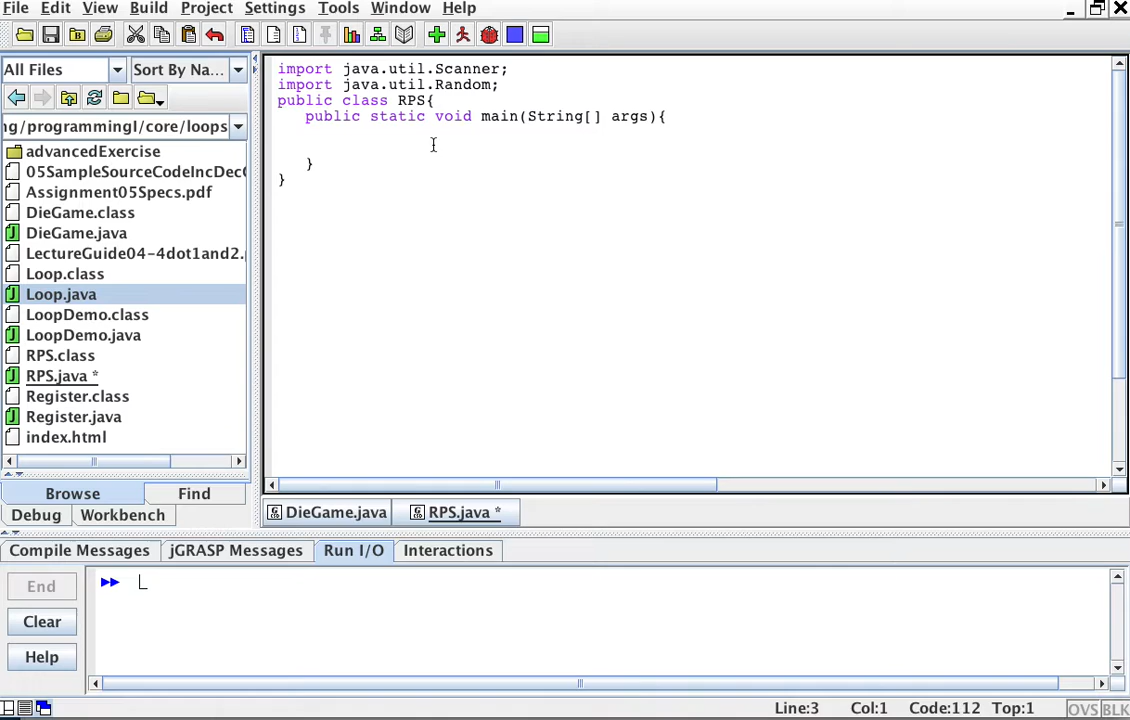 File Edit View Build Project Settings Tools Window Help
All Files Sort By Na...
ng/programmingI/core/loops
advancedExercise
05SampleSourceCodeIncDec
Assignment05Specs.pdf
DieGame.class
DieGame.java
LectureGuide04-4dot1and2.
Loop.class
Loop.java
LoopDemo.class
LoopDemo.java
RPS.class
RPS.java *
Register.class
Register.java
index.html
Browse Find
Debug Workbench
import java.util.Scanner;
import java.util.Random;
public class RPS{
public static void main(String[] args){
}
}
DieGame.java RPS.java *
Compile Messages jGRASP Messages Run I/O Interactions
End
Clear
Help
Line:3 Col:1 Code:112 Top:1 OVS BLK